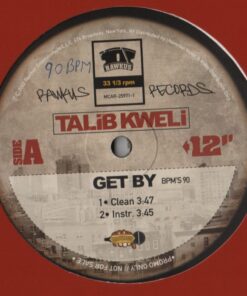 90 BPM
RAWKUS
33 1/3 rpm
RAWKUS RECORDS
TALiB KWELi
SIDE A
12"
GET BY BPM'S 90
1• Clean 3:47
2• Instr. 3:45
•PROMO ONLY // NOT FOR SALE•